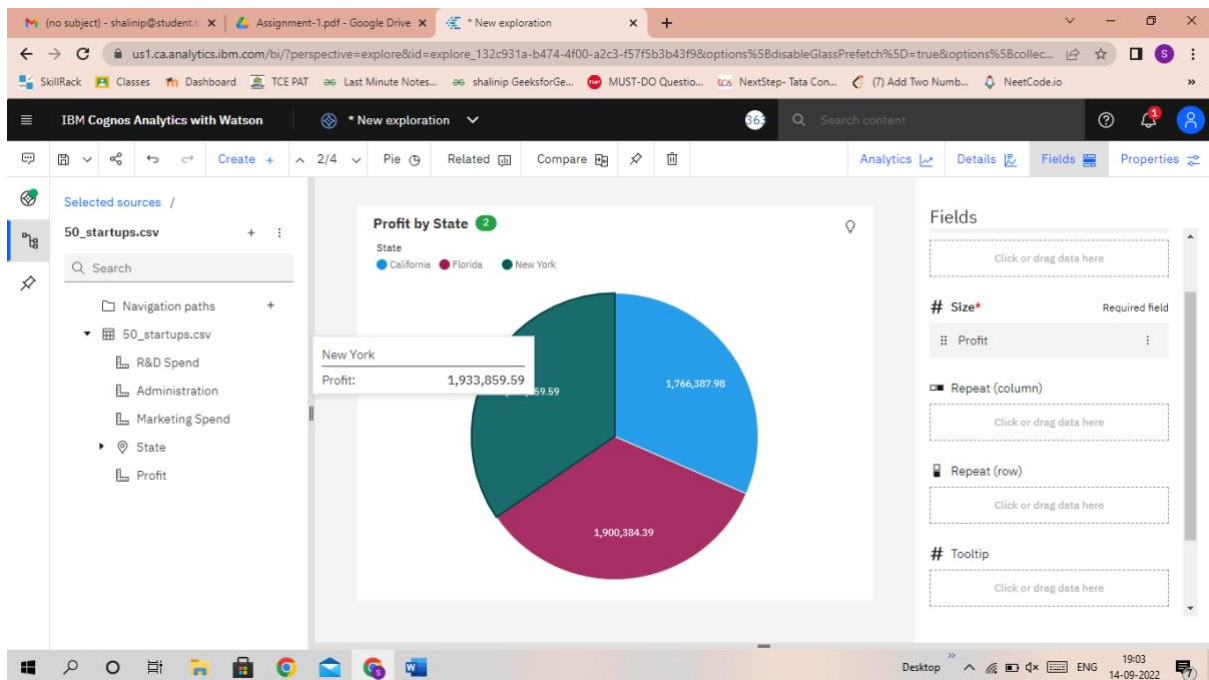 (no subject) - shalinip@student.t
Assignment-1.pdf - Google Drive
* New exploration
us1.ca.analytics.ibm.com/bi/?perspective=explore&id=explore_132c931a-b474-4f00-a2c3-f57f5b3b43f9&options%5BdisableGlassPrefetch%5D=true&options%5Bcollec...
S
SkillRack
Classes
Dashboard
TCE PAT
Last Minute Notes...
shalinip GeeksforGe...
MUST-DO Questio...
NextStep- Tata Con...
(7) Add Two Numb...
NeetCode.io
»
IBM Cognos Analytics with Watson
* New exploration
363
Search content
1
Create +
2/4
Pie
Related
Compare
Analytics
Details
Fields
Properties
Selected sources /
50_startups.csv
Search
Navigation paths
50_startups.csv
R&D Spend
Administration
Marketing Spend
State
Profit
Profit by State 2
State
California
Florida
New York
New York
Profit: 1,933,859.59
59.59
1,766,387.98
1,900,384.39
Fields
Click or drag data here
# Size* Required field
Profit
Repeat (column)
Click or drag data here
Repeat (row)
Click or drag data here
# Tooltip
Click or drag data here
Desktop
»
ENG
19:03
14-09-2022
7